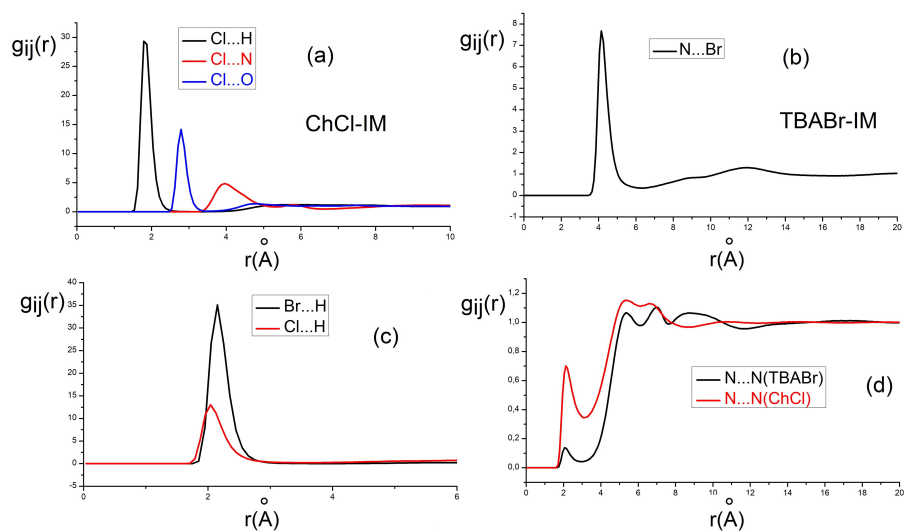 gij(r)
Cl...H
Cl...N
Cl...O
(a)
ChCl-IM
30
25
20
15
10
5
0
0 2 4 6 8 10
r(Å)
gij(r)
N...Br
(b)
TBABr-IM
8
7
6
5
4
3
2
1
0
-1
0 2 4 6 8 10 12 14 16 18 20
r(Å)
gij(r)
Br...H
Cl...H
(c)
40
35
30
25
20
15
10
5
0
-5
0 2 4 6
r(Å)
gij(r)
N...N(TBABr)
N...N(ChCl)
(d)
1,2
1,0
0,8
0,6
0,4
0,2
0,0
0 2 4 6 8 10 12 14 16 18 20
r(Å)